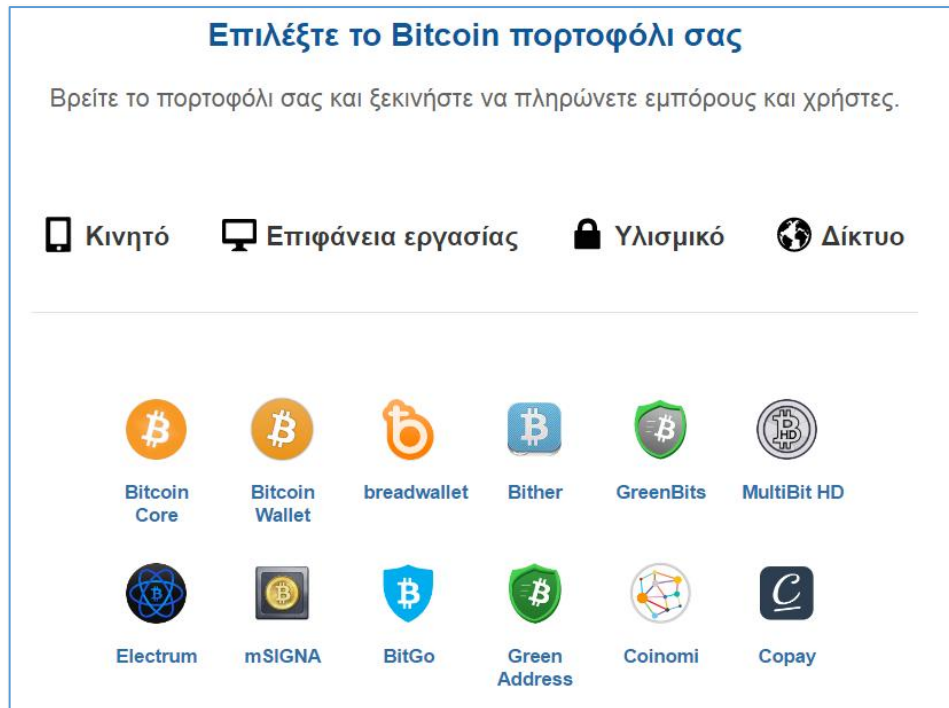 Επιλέξτε το Bitcoin πορτοφόλι σας
Βρείτε το πορτοφόλι σας και ξεκινήστε να πληρώνετε εμπόρους και χρήστες.
Κινητό Επιφάνεια εργασίας Υλισμικό Δίκτυο
HD
Bitcoin Bitcoin breadwallet Bither GreenBits MultiBit HD
Core Wallet
Electrum mSIGNA BitGo Green Coinomi Copay
Address